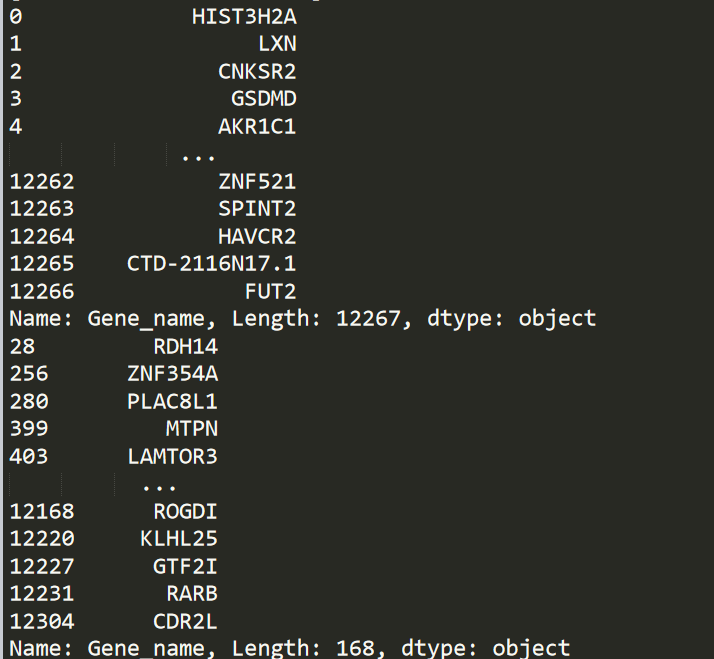 0 HIST3H2A
1 LXN
2 CNKSR2
3 GSDMD
4 AKR1C1
...
12262 ZNF521
12263 SPINT2
12264 HAVCR2
12265 CTD-2116N17.1
12266 FUT2
Name: Gene_name, Length: 12267, dtype: object
28 RDH14
256 ZNF354A
280 PLAC8L1
399 MTPN
403 LAMTOR3
...
12168 ROGDI
12220 KLHL25
12227 GTF2I
12231 RARB
12304 CDR2L
Name: Gene_name, Length: 168, dtype: object